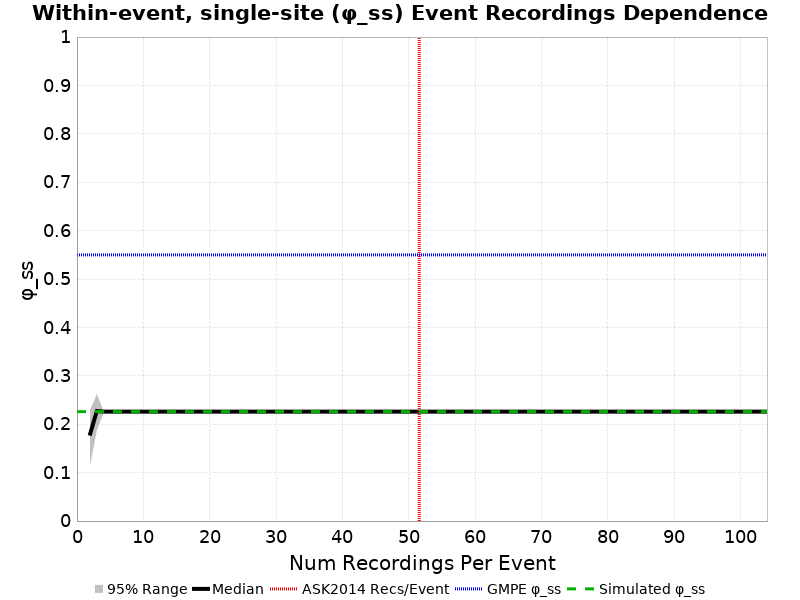 Within-event, single-site (φ_ss) Event Recordings Dependence
1
0.9
0.8
0.7
0.6
0.5
0.4
0.3
0.2
0.1
0
φ_ss
0 10 20 30 40 50 60 70 80 90 100
Num Recordings Per Event
95% Range Median ASK2014 Recs/Event GMPE φ_ss Simulated φ_ss